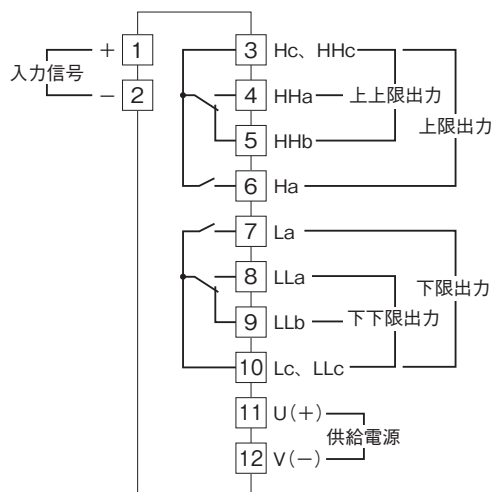 + 1
入力信号
− 2
3 Hc、HHc
4 HHa 上上限出力
5 HHb
上限出力
6 Ha
7 La
8 LLa
下限出力
9 LLb 下下限出力
10 Lc、LLc
11 U(+)
供給電源
12 V(−)